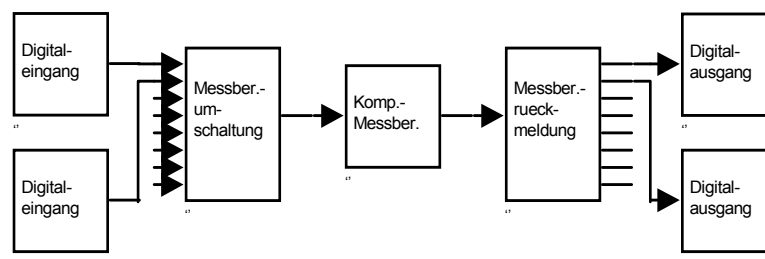 Digital-
eingang
‘’
Digital-
eingang
Messber.-
um-
schaltung
‘’
Komp.-
Messber.
‘’
Messber.-
rueck-
meldung
‘’
Digital-
ausgang
‘’
Digital-
ausgang